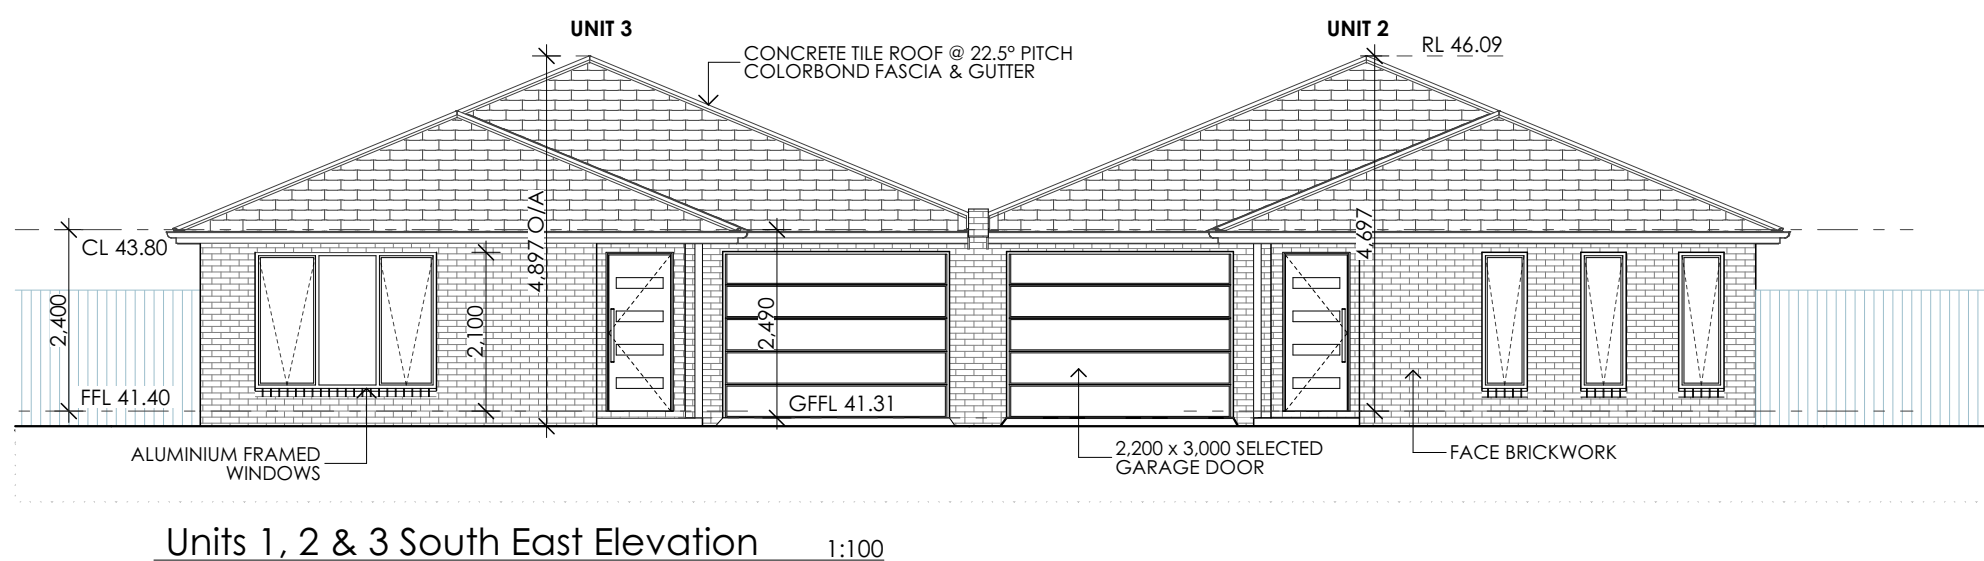 UNIT 3
UNIT 2
RL 46.09
CONCRETE TILE ROOF @ 22.5° PITCH
COLORBOND FASCIA & GUTTER
4,897 O/A
4,697
CL 43.80
2,400
2,100
2,490
FFL 41.40
GFFL 41.31
ALUMINIUM FRAMED
WINDOWS
2,200 x 3,000 SELECTED
GARAGE DOOR
FACE BRICKWORK
Units 1, 2 & 3 South East Elevation
1:100